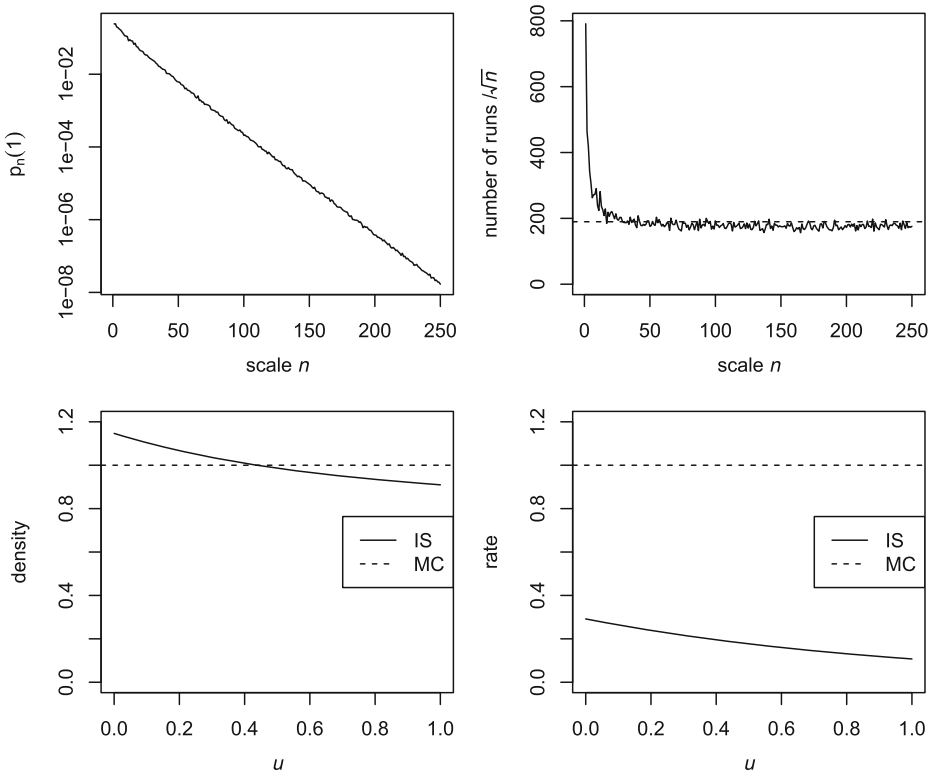 pₙ(1)
1e−02
1e−04
1e−06
1e−08
0 50 100 150 200 250
scale n
number of runs /√n
800
600
400
200
0
0 50 100 150 200 250
scale n
density
1.2
0.8
0.4
0.0
IS
MC
0.0 0.2 0.4 0.6 0.8 1.0
u
rate
1.2
0.8
0.4
0.0
IS
MC
0.0 0.2 0.4 0.6 0.8 1.0
u